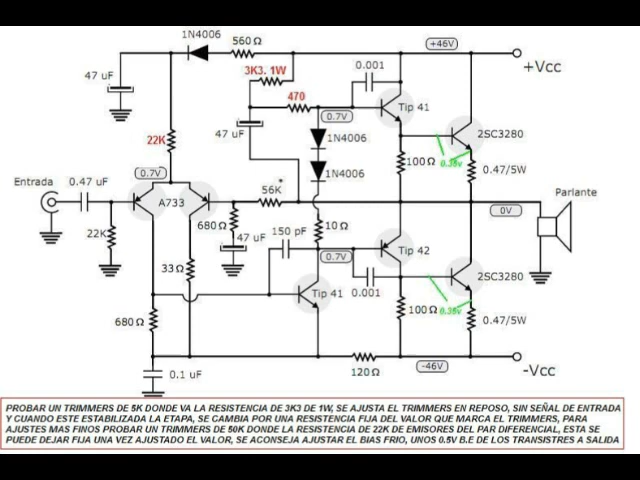 1N4006
560 Ω
+46V
+Vcc
3K3. 1W
0.001
47 uF
470
Tip 41
0.7V
2SC3280
47 uF
1N4006
22K
100Ω
0.38v
0.47/5W
0.7V
1N4006
Entrada
0.47 uF
56K
*
Parlante
A733
0V
680Ω
10Ω
22K
150 pF
Tip 42
47 uF
0.7V
33Ω
2SC3280
0.001
Tip 41
100Ω
0.38v
680Ω
0.47/5W
-Vcc
0.1 uF
120Ω
-46V
PROBAR UN TRIMMERS DE 5K DONDE VA LA RESISTENCIA DE 3K3 DE 1W, SE AJUSTA EL TRIMMERS EN REPOSO, SIN SEÑAL DE ENTRADA
Y CUANDO ESTE ESTABILIZADA LA ETAPA, SE CAMBIA POR UNA RESISTENCIA FIJA DEL VALOR QUE MARCA EL TRIMMERS, PARA
AJUSTES MAS FINOS PROBAR UN TRIMMERS DE 50K DONDE LA RESISTENCIA DE 22K DE EMISORES DEL PAR DIFERENCIAL, ESTA SE
PUEDE DEJAR FIJA UNA VEZ AJUSTADO EL VALOR, SE ACONSEJA AJUSTAR EL BIAS FRIO, UNOS 0.5V B.E DE LOS TRANSISTRES A SALIDA